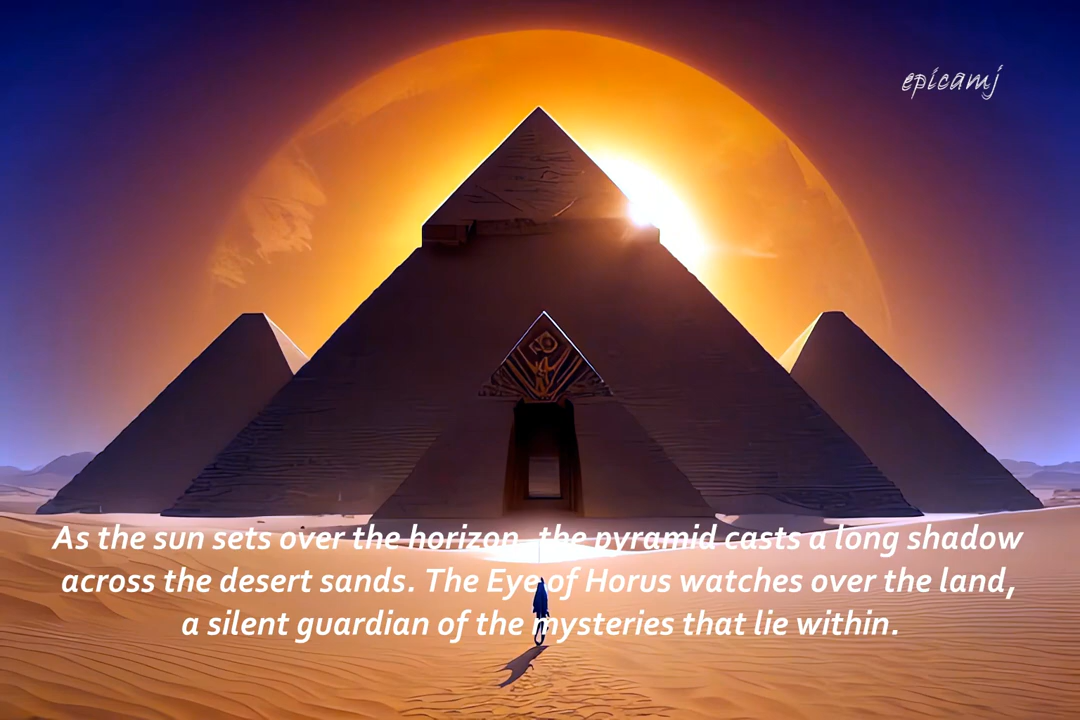 epicamj
As the sun sets over the horizon, the pyramid casts a long shadow
across the desert sands. The Eye of Horus watches over the land,
a silent guardian of the mysteries that lie within.